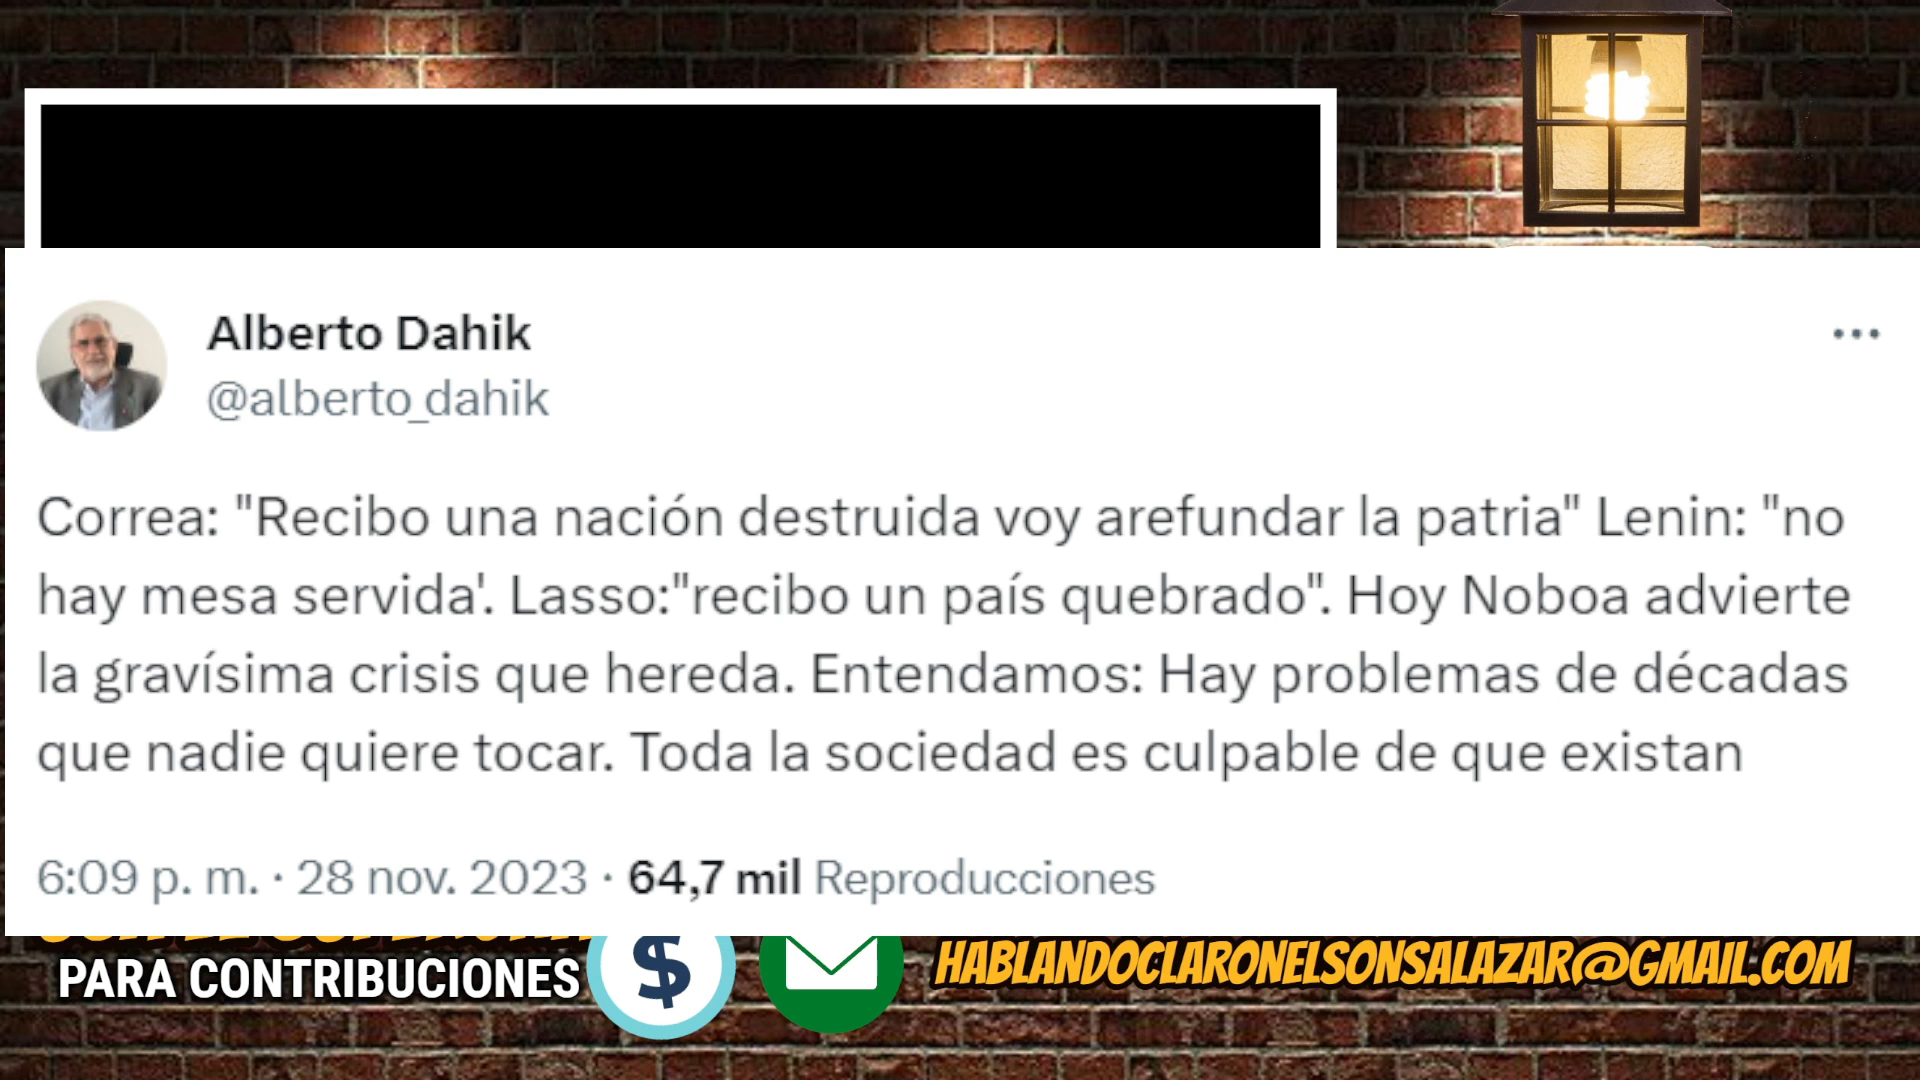 Alberto Dahik
@alberto_dahik
Correa: "Recibo una nación destruida voy arefundar la patria" Lenin: "no
hay mesa servida'. Lasso:"recibo un país quebrado". Hoy Noboa advierte
la gravísima crisis que hereda. Entendamos: Hay problemas de décadas
que nadie quiere tocar. Toda la sociedad es culpable de que existan
6:09 p. m. · 28 nov. 2023 · 64,7 mil Reproducciones
PARA CONTRIBUCIONES
$
HABLANDOCLARONELSONSALAZAR@GMAIL.COM